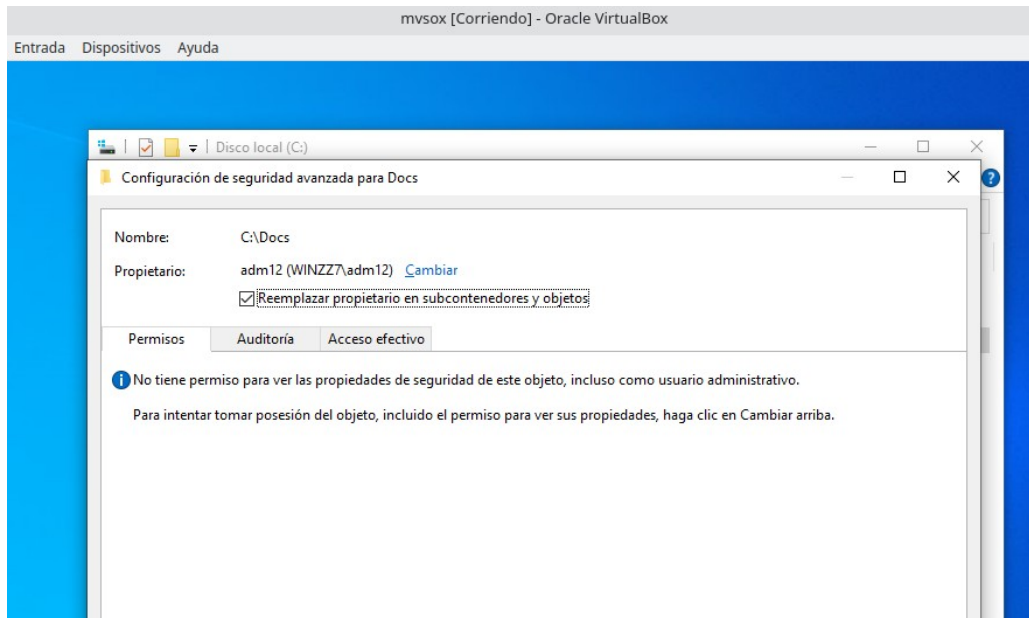 mvsox [Corriendo] - Oracle VirtualBox
Entrada Dispositivos Ayuda
Disco local (C:)
Configuración de seguridad avanzada para Docs
Nombre: C:\Docs
Propietario: adm12 (WINZZ7\adm12) Cambiar
Reemplazar propietario en subcontenedores y objetos
Permisos Auditoría Acceso efectivo
No tiene permiso para ver las propiedades de seguridad de este objeto, incluso como usuario administrativo.
Para intentar tomar posesión del objeto, incluido el permiso para ver sus propiedades, haga clic en Cambiar arriba.